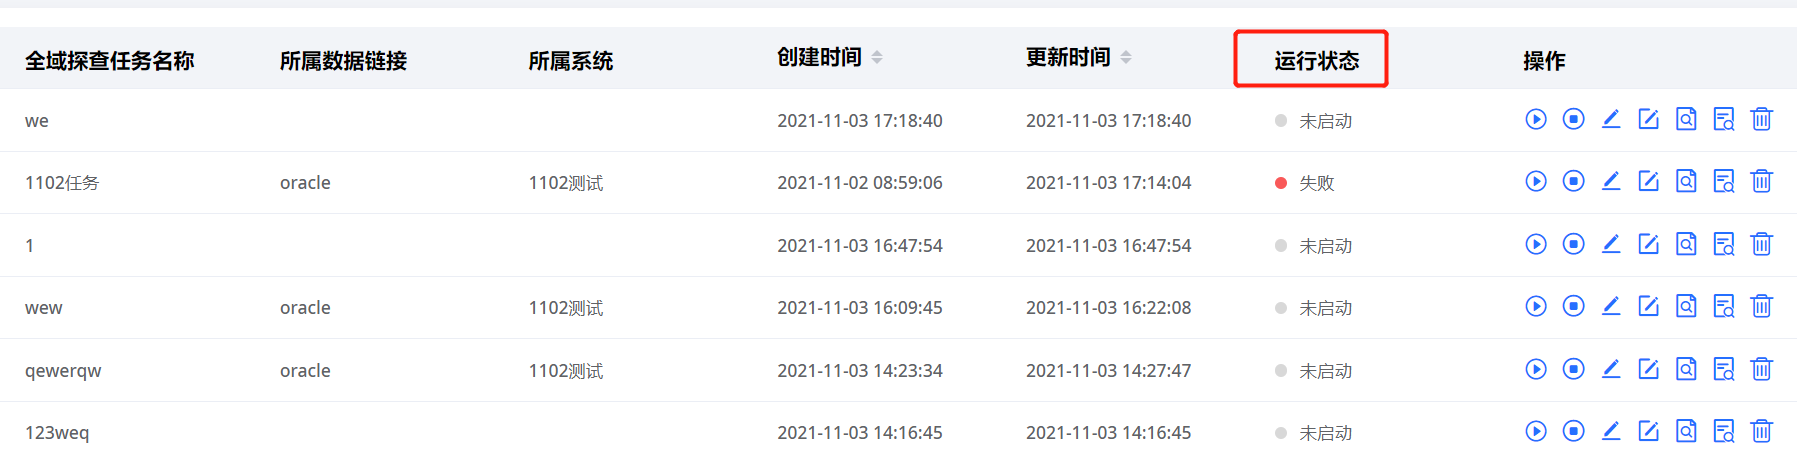 全域探查任务名称 所属数据链接 所属系统 创建时间 更新时间 运行状态 操作
we 2021-11-03 17:18:40 2021-11-03 17:18:40 未启动
1102任务 oracle 1102测试 2021-11-02 08:59:06 2021-11-03 17:14:04 失败
1 2021-11-03 16:47:54 2021-11-03 16:47:54 未启动
wew oracle 1102测试 2021-11-03 16:09:45 2021-11-03 16:22:08 未启动
qewerqw oracle 1102测试 2021-11-03 14:23:34 2021-11-03 14:27:47 未启动
123weq 2021-11-03 14:16:45 2021-11-03 14:16:45 未启动